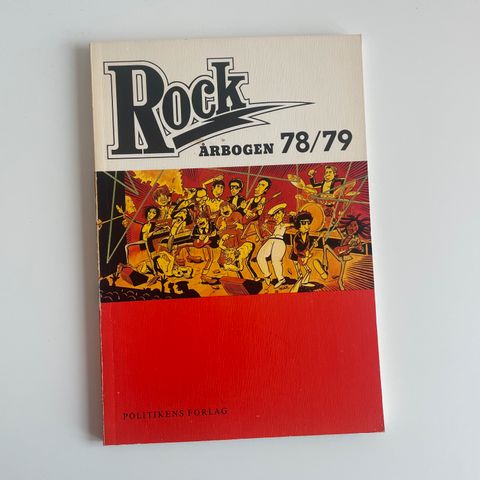 Rock
ÅRBOGEN 78/79
POLITIKENS FORLAG